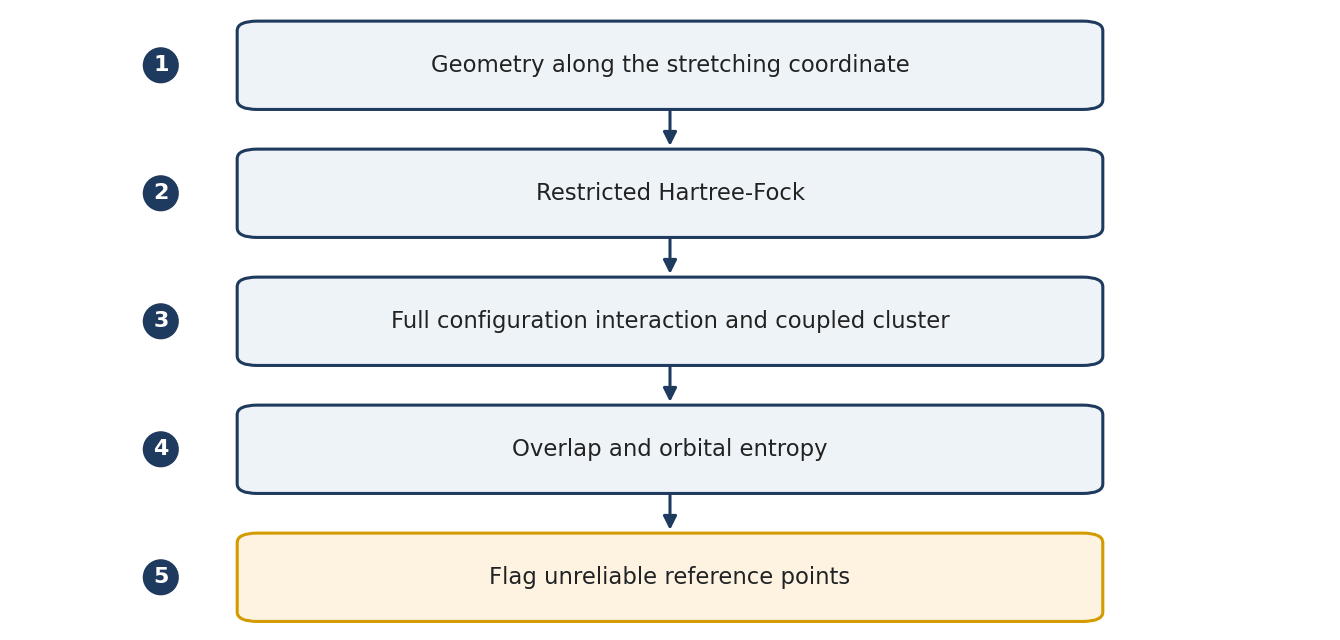 1 Geometry along the stretching coordinate
2 Restricted Hartree-Fock
3 Full configuration interaction and coupled cluster
4 Overlap and orbital entropy
5 Flag unreliable reference points